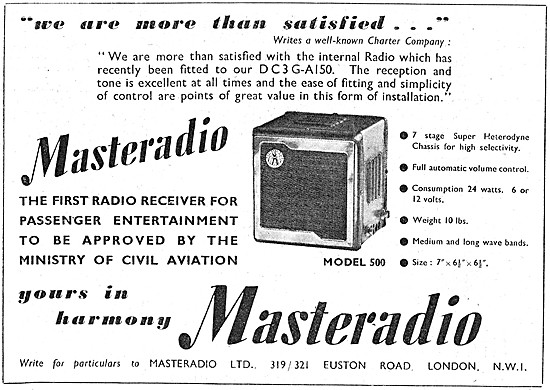 "we are more than satisfied . . ."
Writes a well-known Charter Company :
" We are more than satisfied with the internal Radio which has
recently been fitted to our DC3 G-A150. The reception and
tone is excellent at all times and the ease of fitting and simplicity
of control are points of great value in this form of installation."
Masteradio
THE FIRST RADIO RECEIVER FOR
PASSENGER ENTERTAINMENT
TO BE APPROVED BY THE
MINISTRY OF CIVIL AVIATION
MODEL 500
● 7 stage Super Heterodyne
Chassis for high selectivity.
● Full automatic volume control.
● Consumption 24 watts. 6 or
12 volts.
● Weight 10 lbs.
● Medium and long wave bands.
● Size : 7" × 6½" × 6½".
yours in
harmony
Masteradio
Write for particulars to MASTERADIO LTD., 319/321 EUSTON ROAD, LONDON, N.W.1.